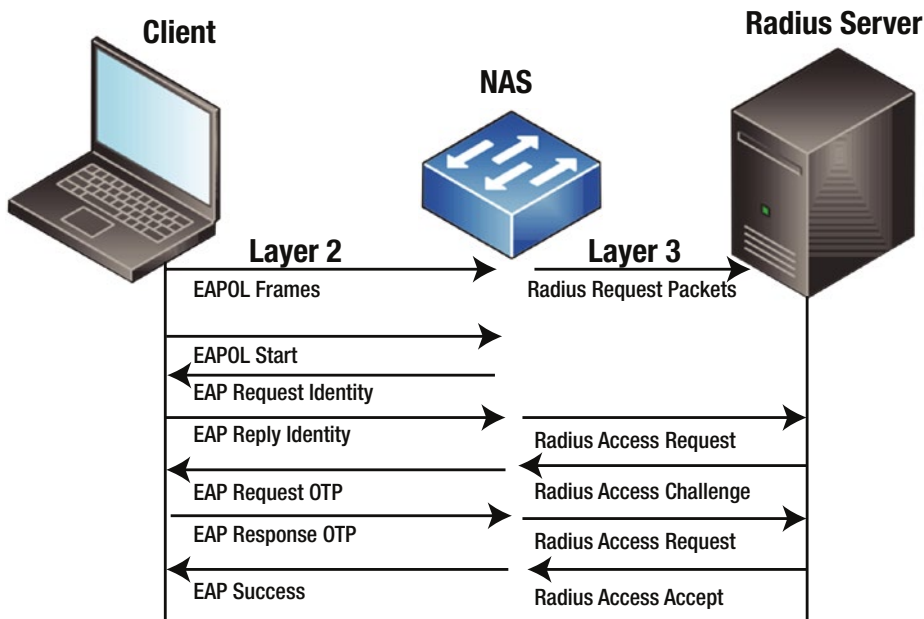 Client
NAS
Radius Server
Layer 2
Layer 3
EAPOL Frames
Radius Request Packets
EAPOL Start
EAP Request Identity
EAP Reply Identity
Radius Access Request
EAP Request OTP
Radius Access Challenge
EAP Response OTP
Radius Access Request
EAP Success
Radius Access Accept